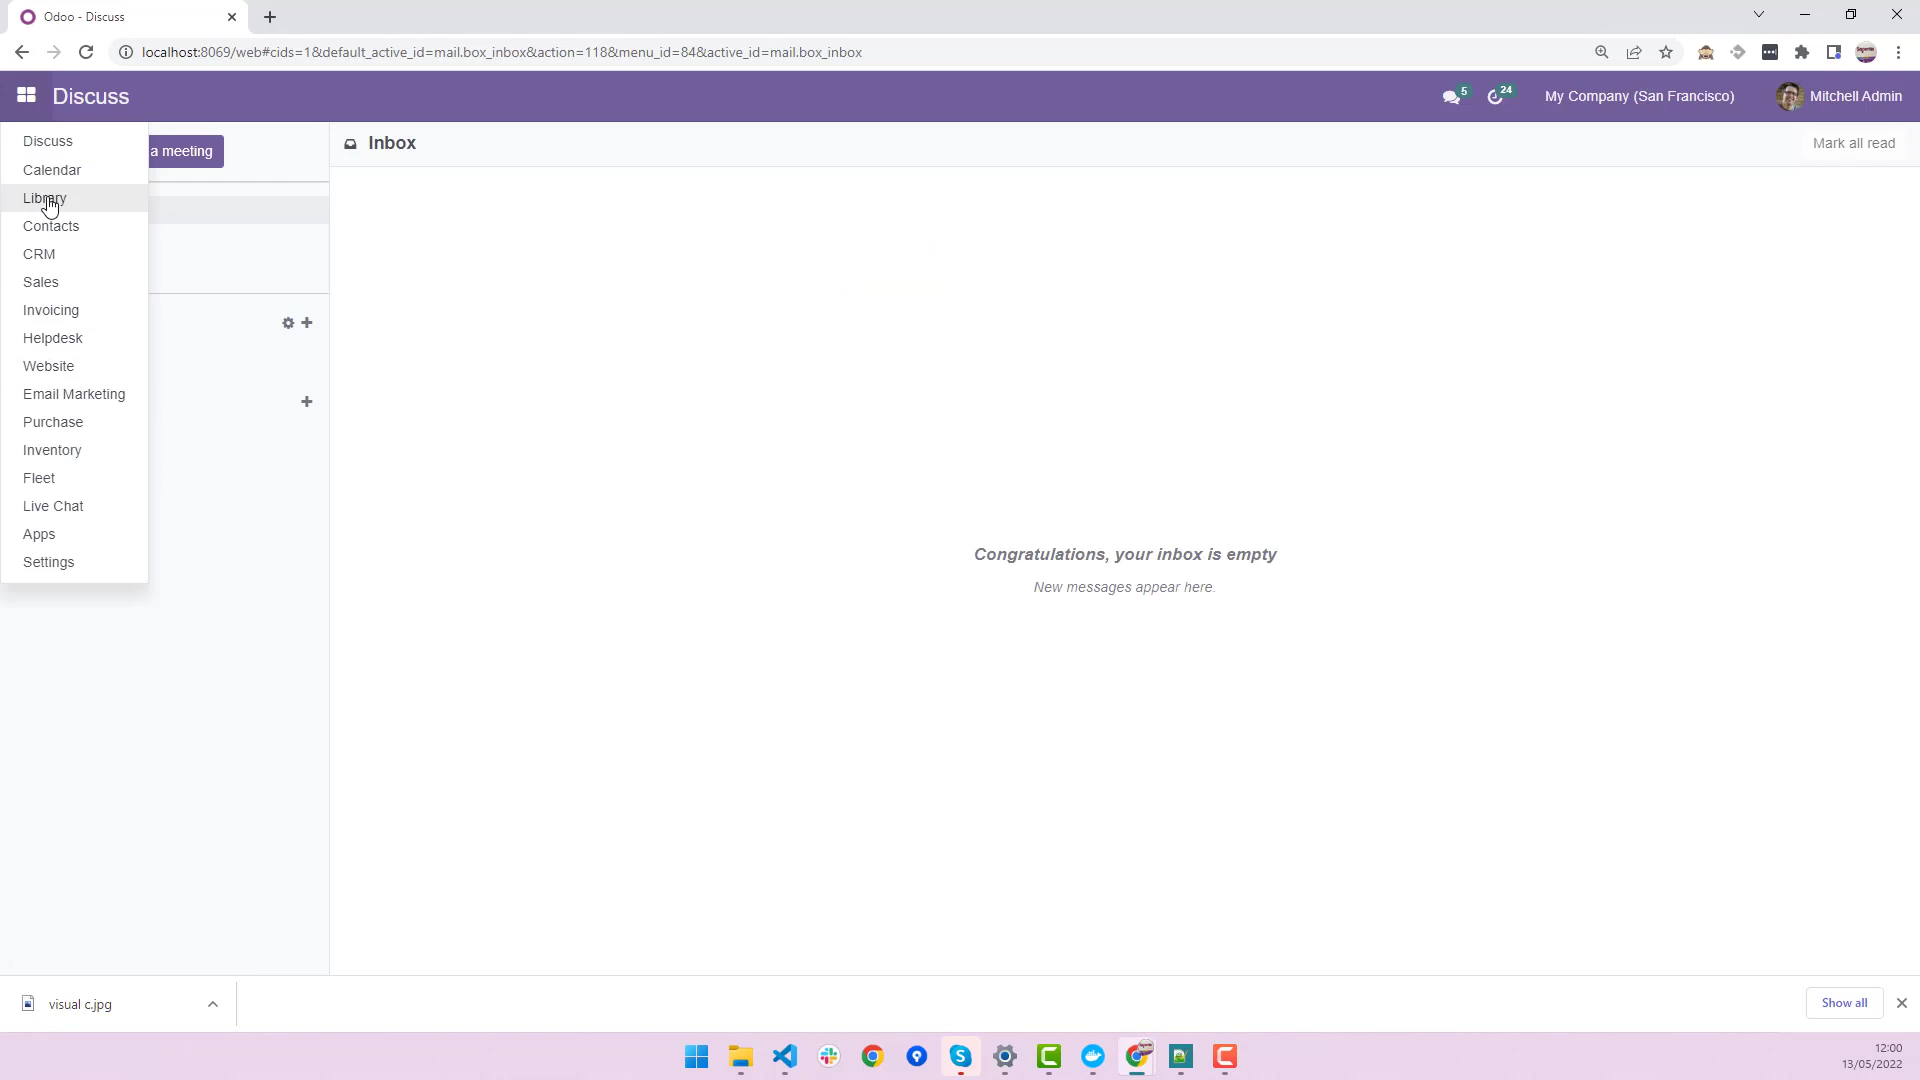 Odoo - Discuss
localhost:8069/web#cids=1&default_active_id=mail.box_inbox&action=118&menu_id=84&active_id=mail.box_inbox
Discuss
5
24
My Company (San Francisco)
Mitchell Admin
Discuss
a meeting
Inbox
Mark all read
Calendar
Library
Contacts
CRM
Sales
Invoicing
Helpdesk
Website
Email Marketing
Purchase
Inventory
Fleet
Live Chat
Apps
Settings
Congratulations, your inbox is empty
New messages appear here.
visual c.jpg
Show all
12:00
13/05/2022